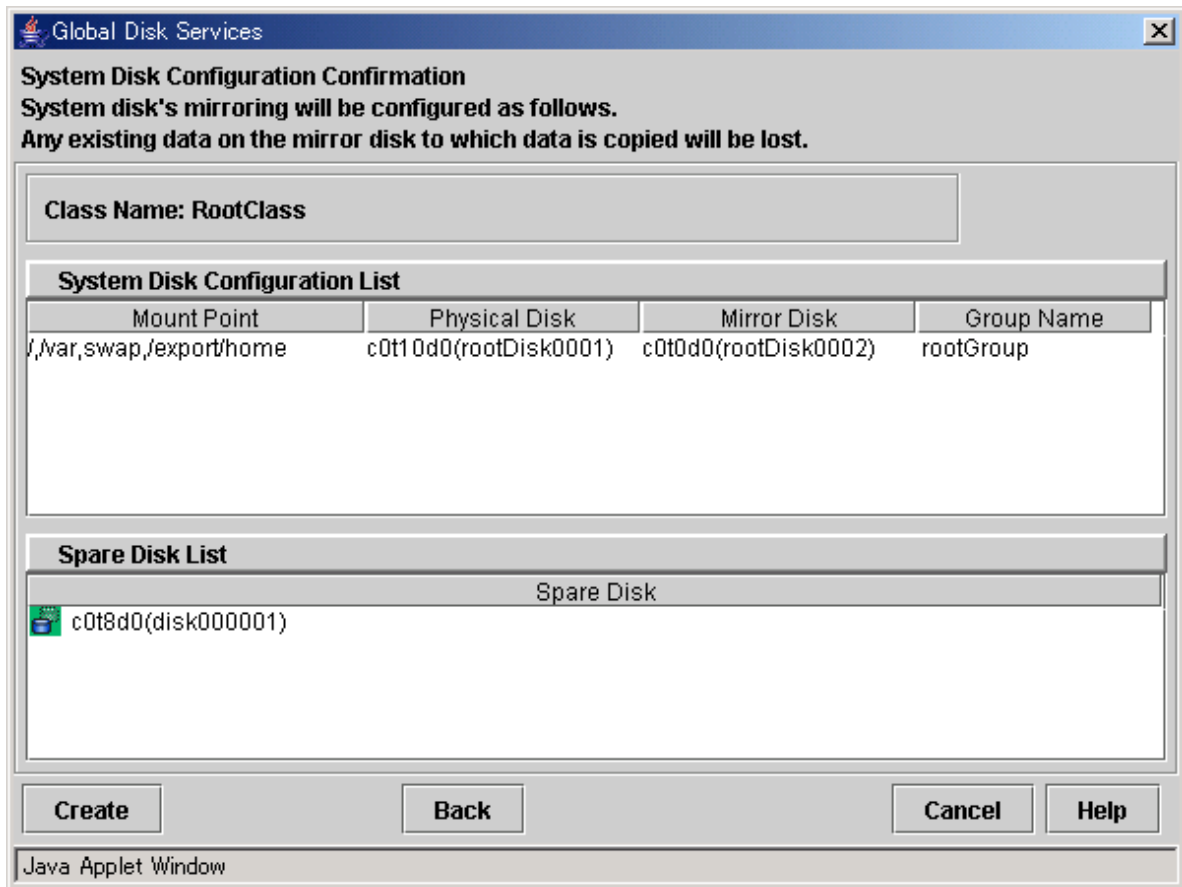 Global Disk Services
System Disk Configuration Confirmation
System disk's mirroring will be configured as follows.
Any existing data on the mirror disk to which data is copied will be lost.
Class Name: RootClass
System Disk Configuration List
Mount Point Physical Disk Mirror Disk Group Name
/,/var,swap,/export/home c0t10d0(rootDisk0001) c0t0d0(rootDisk0002) rootGroup
Spare Disk List
Spare Disk
c0t8d0(disk000001)
Create Back Cancel Help
Java Applet Window